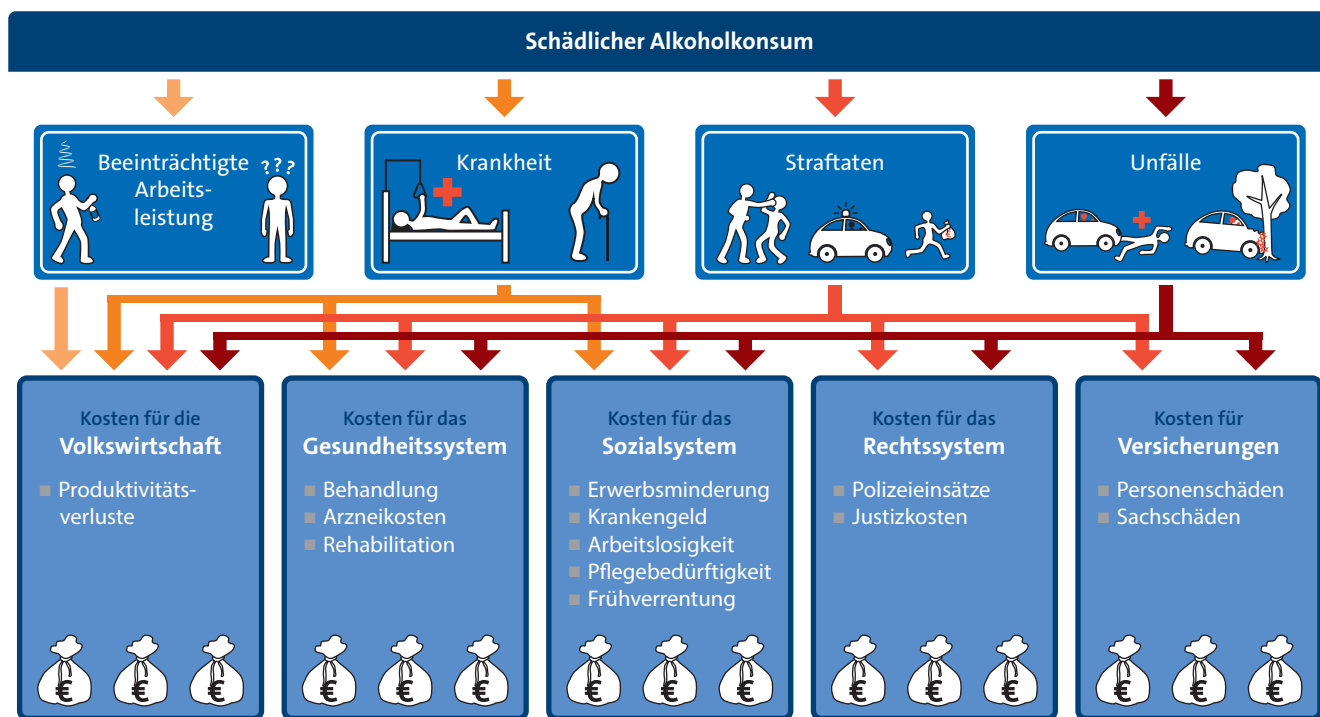 Schädlicher Alkoholkonsum
Beeinträchtigte
Arbeits-
leistung
???
Krankheit
Straftaten
€
Unfälle
Kosten für die
Volkswirtschaft
Produktivitäts-
verluste
€ € €
Kosten für das
Gesundheitssystem
Behandlung
Arzneikosten
Rehabilitation
€ € €
Kosten für das
Sozialsystem
Erwerbsminderung
Krankengeld
Arbeitslosigkeit
Pflegebedürftigkeit
Frühverrentung
€ € €
Kosten für das
Rechtssystem
Polizeieinsätze
Justizkosten
€ € €
Kosten für
Versicherungen
Personenschäden
Sachschäden
€ € €